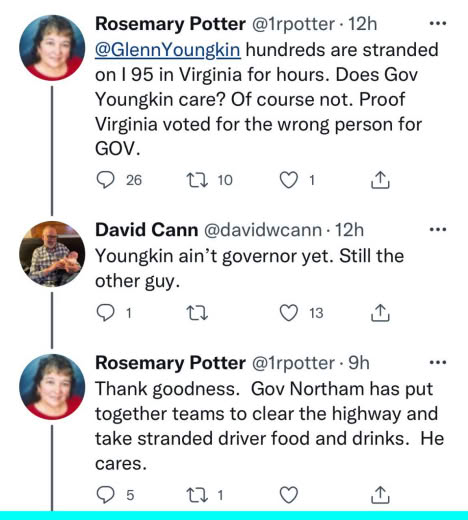 Rosemary Potter @1rpotter · 12h
@GlennYoungkin hundreds are stranded
on I 95 in Virginia for hours. Does Gov
Youngkin care? Of course not. Proof
Virginia voted for the wrong person for
GOV.
26 10 1
David Cann @davidwcann · 12h
Youngkin ain’t governor yet. Still the
other guy.
1 13
Rosemary Potter @1rpotter · 9h
Thank goodness. Gov Northam has put
together teams to clear the highway and
take stranded driver food and drinks. He
cares.
5 1